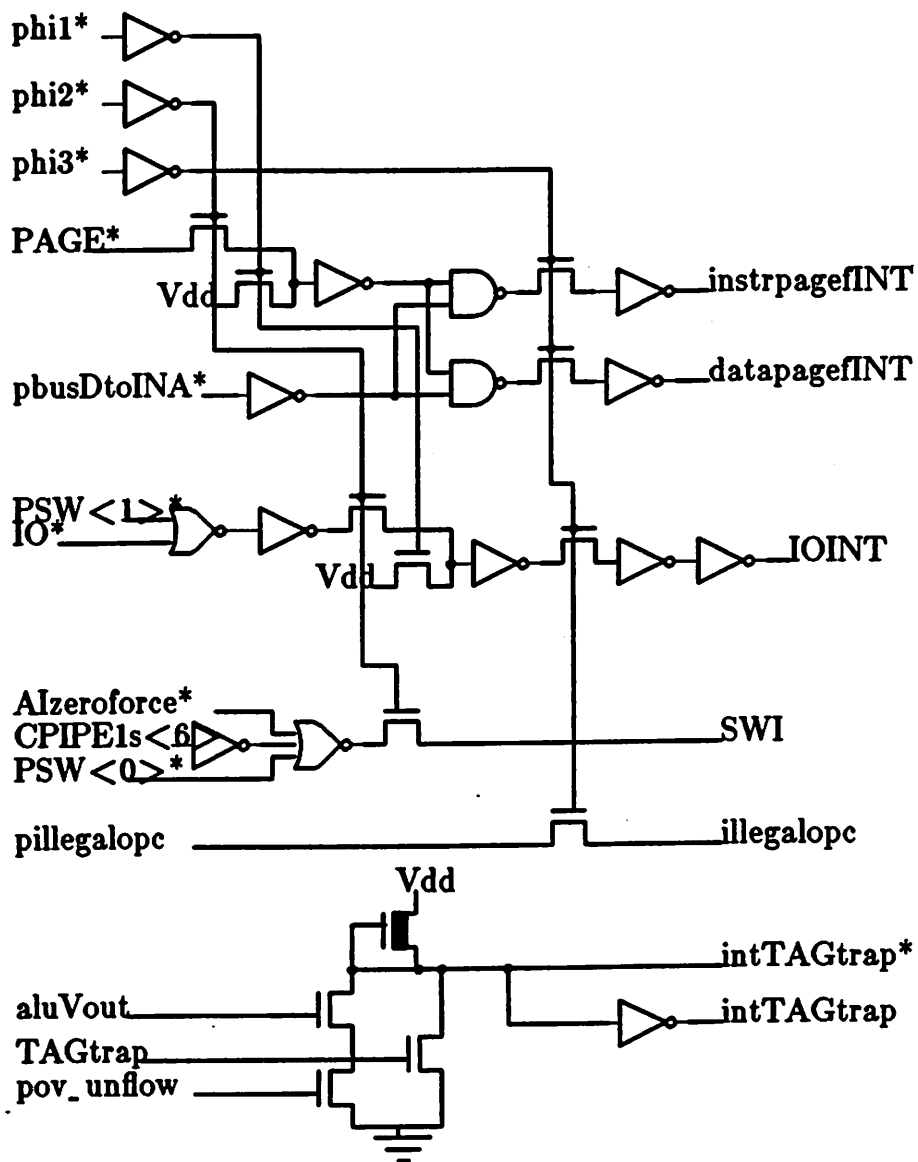 phi1*
phi2*
phi3*
PAGE*
Vdd
instrpagefINT
datapagefINT
pbusDtoINA*
PSW<1>*
IO*
Vdd
IOINT
AIzeroforce*
CPIPE1s<6>
PSW<0>*
SWI
pillegalopc
illegalopc
Vdd
intTAGtrap*
aluVout
intTAGtrap
TAGtrap
pov_unflow